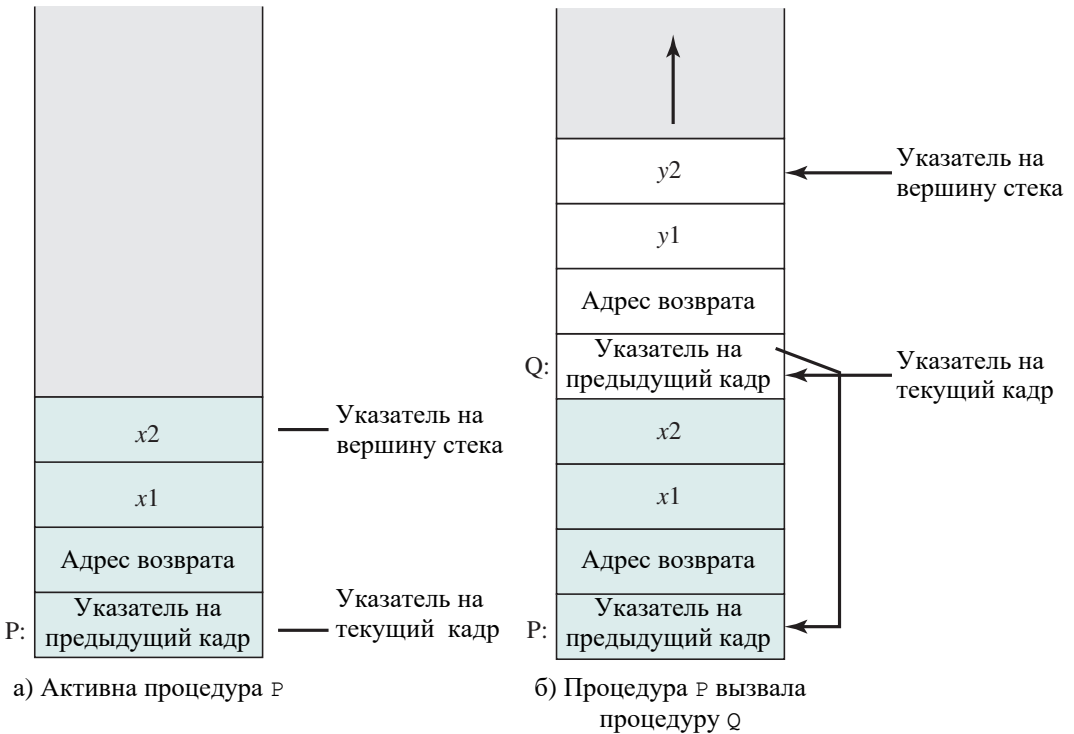 x2
x1
Адрес возврата
P:
Указатель на
предыдущий кадр
Указатель на
вершину стека
Указатель на
текущий кадр
а) Активна процедура P
y2
y1
Адрес возврата
Q:
Указатель на
предыдущий кадр
x2
x1
Адрес возврата
P:
Указатель на
предыдущий кадр
Указатель на
вершину стека
Указатель на
текущий кадр
б) Процедура P вызвала
процедуру Q